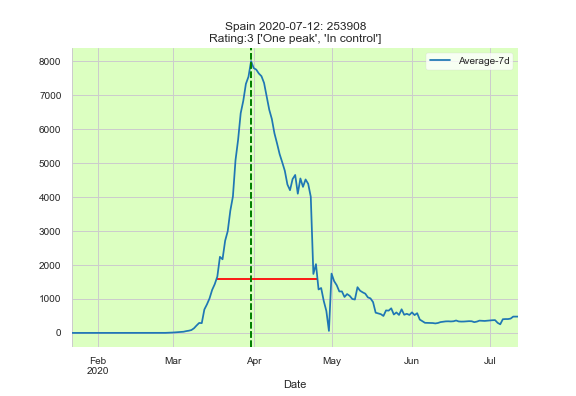 Spain 2020-07-12: 253908
Rating:3 ['One peak', 'In control']
Average-7d
8000
7000
6000
5000
4000
3000
2000
1000
0
Feb
2020
Mar
Apr
May
Jun
Jul
Date